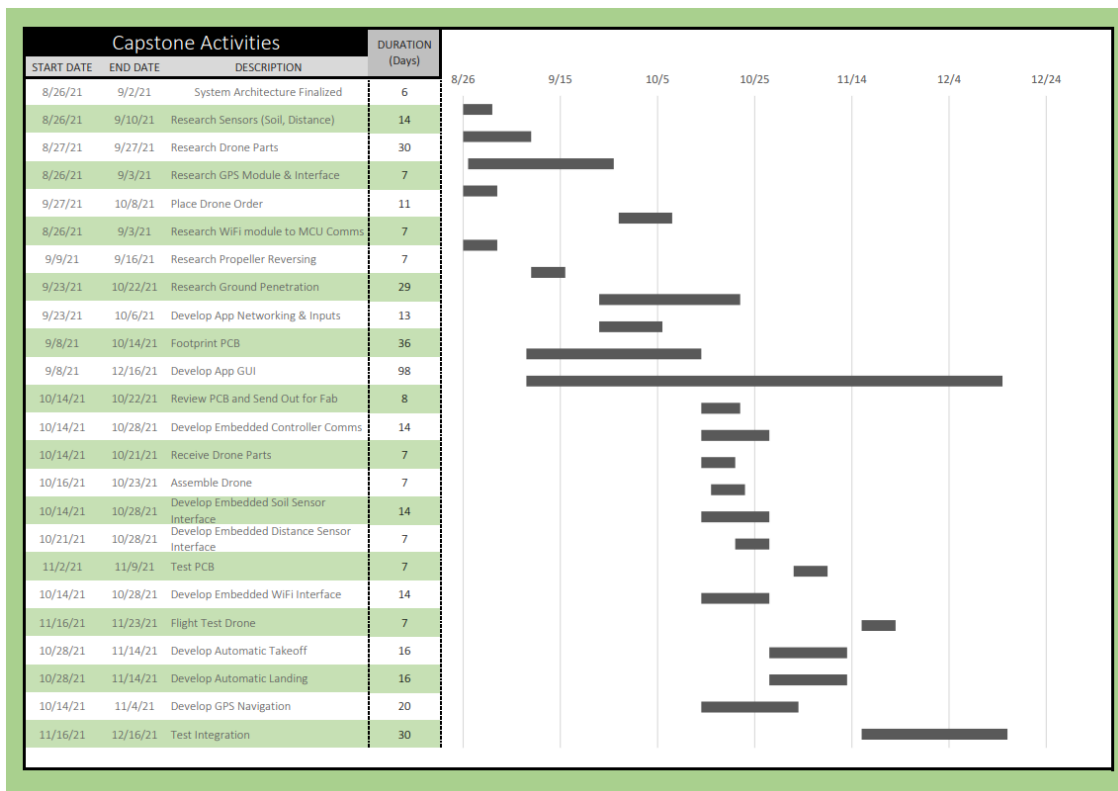 Capstone Activities
DURATION
(Days)
START DATE END DATE DESCRIPTION
8/26 9/15 10/5 10/25 11/14 12/4 12/24
8/26/21 9/2/21 System Architecture Finalized 6
8/26/21 9/10/21 Research Sensors (Soil, Distance) 14
8/27/21 9/27/21 Research Drone Parts 30
8/26/21 9/3/21 Research GPS Module & Interface 7
9/27/21 10/8/21 Place Drone Order 11
8/26/21 9/3/21 Research WiFi module to MCU Comms 7
9/9/21 9/16/21 Research Propeller Reversing 7
9/23/21 10/22/21 Research Ground Penetration 29
9/23/21 10/6/21 Develop App Networking & Inputs 13
9/8/21 10/14/21 Footprint PCB 36
9/8/21 12/16/21 Develop App GUI 98
10/14/21 10/22/21 Review PCB and Send Out for Fab 8
10/14/21 10/28/21 Develop Embedded Controller Comms 14
10/14/21 10/21/21 Receive Drone Parts 7
10/16/21 10/23/21 Assemble Drone 7
10/14/21 10/28/21 Develop Embedded Soil Sensor
Interface 14
10/21/21 10/28/21 Develop Embedded Distance Sensor
Interface 7
11/2/21 11/9/21 Test PCB 7
10/14/21 10/28/21 Develop Embedded WiFi Interface 14
11/16/21 11/23/21 Flight Test Drone 7
10/28/21 11/14/21 Develop Automatic Takeoff 16
10/28/21 11/14/21 Develop Automatic Landing 16
10/14/21 11/4/21 Develop GPS Navigation 20
11/16/21 12/16/21 Test Integration 30